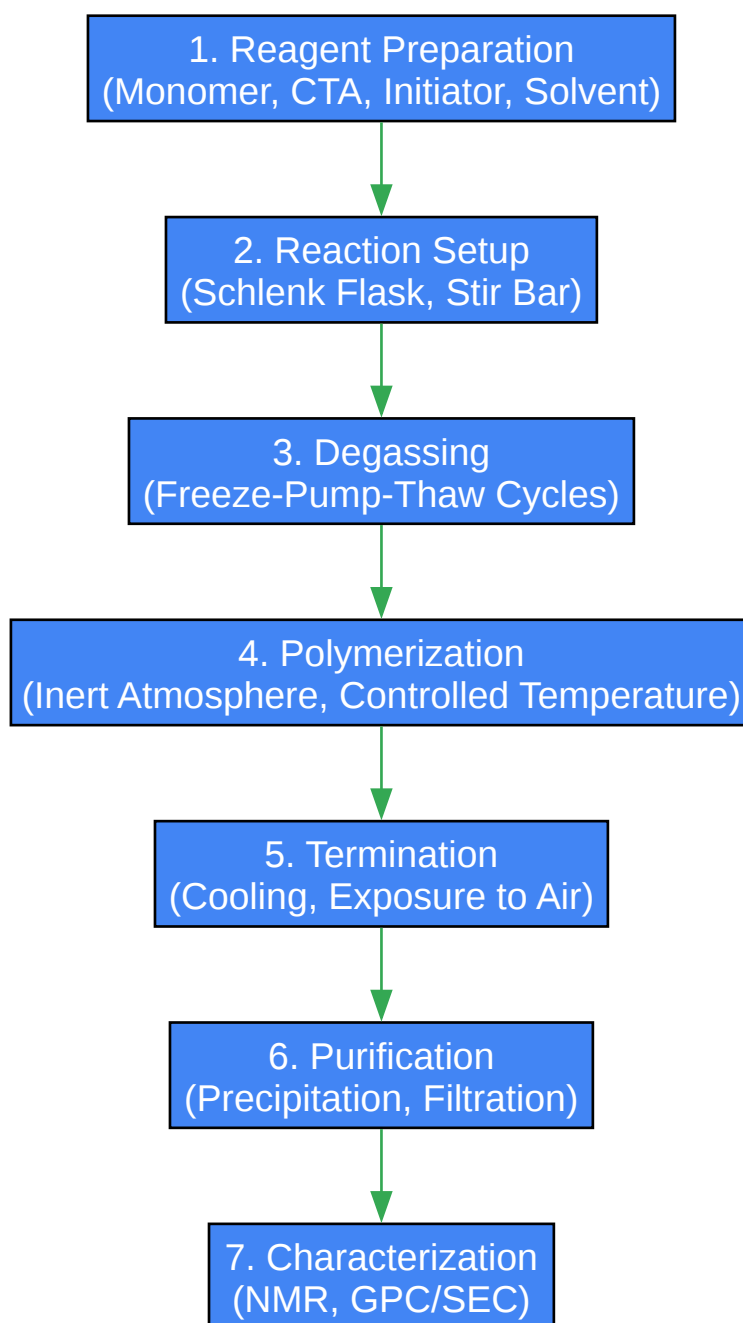 1. Reagent Preparation
(Monomer, CTA, Initiator, Solvent)
2. Reaction Setup
(Schlenk Flask, Stir Bar)
3. Degassing
(Freeze-Pump-Thaw Cycles)
4. Polymerization
(Inert Atmosphere, Controlled Temperature)
5. Termination
(Cooling, Exposure to Air)
6. Purification
(Precipitation, Filtration)
7. Characterization
(NMR, GPC/SEC)